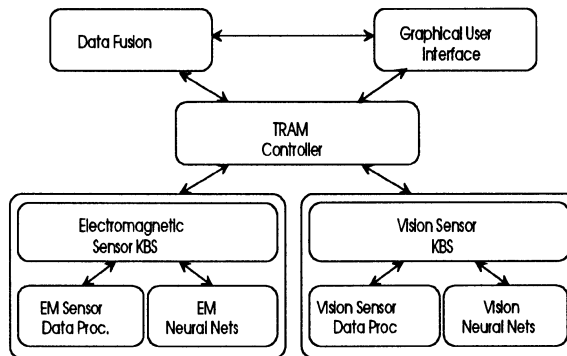 Data Fusion
Graphical User
Interface
TRAM
Controller
Electromagnetic
Sensor KBS
Vision Sensor
KBS
EM Sensor
Data Proc.
EM
Neural Nets
Vision Sensor
Data Proc
Vision
Neural Nets